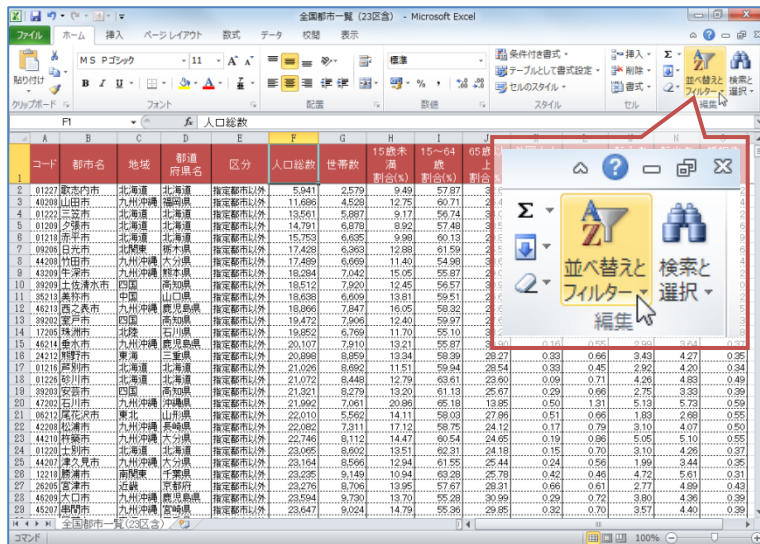 全国都市一覧(23区含) - Microsoft Excel
ファイル ホーム 挿入 ページ レイアウト 数式 データ 校閲 表示
MS Pゴシック 11 標準 条件付き書式 挿入 Σ
貼り付け B I U テーブルとして書式設定 削除 並べ替えと 検索と
セルのスタイル 書式 フィルター 選択
クリップボード フォント 配置 数値 スタイル セル 編集
F1 fx 人口総数
A B C D E F G H I J
1 コード 都市名 地域 都道府県名 区分 人口総数 世帯数 15歳未満割合(%) 15～64歳割合(%)
2 01227 歌志内市 北海道 北海道 指定都市以外 5,941 2,579 9.49 57.87
3 40208 山田市 九州沖縄 福岡県 指定都市以外 11,686 4,528 12.75 60.71
4 01222 三笠市 北海道 北海道 指定都市以外 13,561 5,887 9.17 56.74
5 01209 夕張市 北海道 北海道 指定都市以外 14,791 6,878 8.92 57.48
6 01218 赤平市 北海道 北海道 指定都市以外 15,753 6,635 9.98 60.13
7 09206 日光市 北関東 栃木県 指定都市以外 17,428 6,363 12.88 61.59
8 44208 竹田市 九州沖縄 大分県 指定都市以外 17,489 6,669 11.40 54.98
9 43209 牛深市 九州沖縄 熊本県 指定都市以外 18,284 7,042 15.05 55.87
10 39209 土佐清水市 四国 高知県 指定都市以外 18,512 7,920 12.45 56.57
11 35213 美祢市 中国 山口県 指定都市以外 18,638 6,609 13.81 59.51
12 46213 西之表市 九州沖縄 鹿児島県 指定都市以外 18,866 7,847 16.05 58.32
13 39202 室戸市 四国 高知県 指定都市以外 19,472 7,906 12.40 59.97
14 17205 珠洲市 北陸 石川県 指定都市以外 19,852 6,769 11.70 55.10
15 46214 垂水市 九州沖縄 鹿児島県 指定都市以外 20,107 7,910 13.21 55.87
16 24212 熊野市 東海 三重県 指定都市以外 20,898 8,859 13.34 58.39 28.27 0.33 0.66 3.43 4.27 0.35
17 01216 芦別市 北海道 北海道 指定都市以外 21,026 8,692 11.51 59.94 28.54 0.33 0.45 2.92 4.20 0.34
18 01226 砂川市 北海道 北海道 指定都市以外 21,072 8,448 12.79 63.61 23.60 0.09 0.71 4.26 4.83 0.49
19 39203 安芸市 四国 高知県 指定都市以外 21,321 8,279 13.20 61.13 25.67 0.29 0.66 2.75 3.33 0.39
20 47202 石川市 九州沖縄 沖縄県 指定都市以外 21,992 7,061 20.86 65.18 13.85 0.50 1.31 5.13 5.73 0.59
21 06212 尾花沢市 東北 山形県 指定都市以外 22,010 5,562 14.11 58.03 27.86 0.51 0.66 1.83 2.68 0.55
22 42208 松浦市 九州沖縄 長崎県 指定都市以外 22,082 7,311 17.12 58.75 24.12 0.17 0.79 3.10 4.07 0.50
23 44210 杵築市 九州沖縄 大分県 指定都市以外 22,746 8,112 14.47 60.54 24.65 0.19 0.86 5.05 5.10 0.55
24 01220 士別市 北海道 北海道 指定都市以外 23,065 8,602 13.51 62.31 24.18 0.15 0.70 3.10 4.26 0.37
25 44207 津久見市 九州沖縄 大分県 指定都市以外 23,164 8,566 12.94 61.55 25.44 0.24 0.56 1.99 3.44 0.35
26 12218 勝浦市 南関東 千葉県 指定都市以外 23,235 9,149 10.94 63.28 25.78 0.42 0.46 4.72 5.61 0.31
27 26205 宮津市 近畿 京都府 指定都市以外 23,276 8,706 13.95 57.67 28.31 0.66 0.61 2.77 4.89 0.43
28 46209 大口市 九州沖縄 鹿児島県 指定都市以外 23,594 9,730 13.70 55.28 30.99 0.29 0.72 3.80 4.36 0.39
29 45207 串間市 九州沖縄 宮崎県 指定都市以外 23,647 9,024 14.79 55.36 29.85 0.32 0.70 3.57 4.40 0.39
全国都市一覧(23区含)
コマンド 100%
Σ
並べ替えと 検索と
フィルター 選択
編集